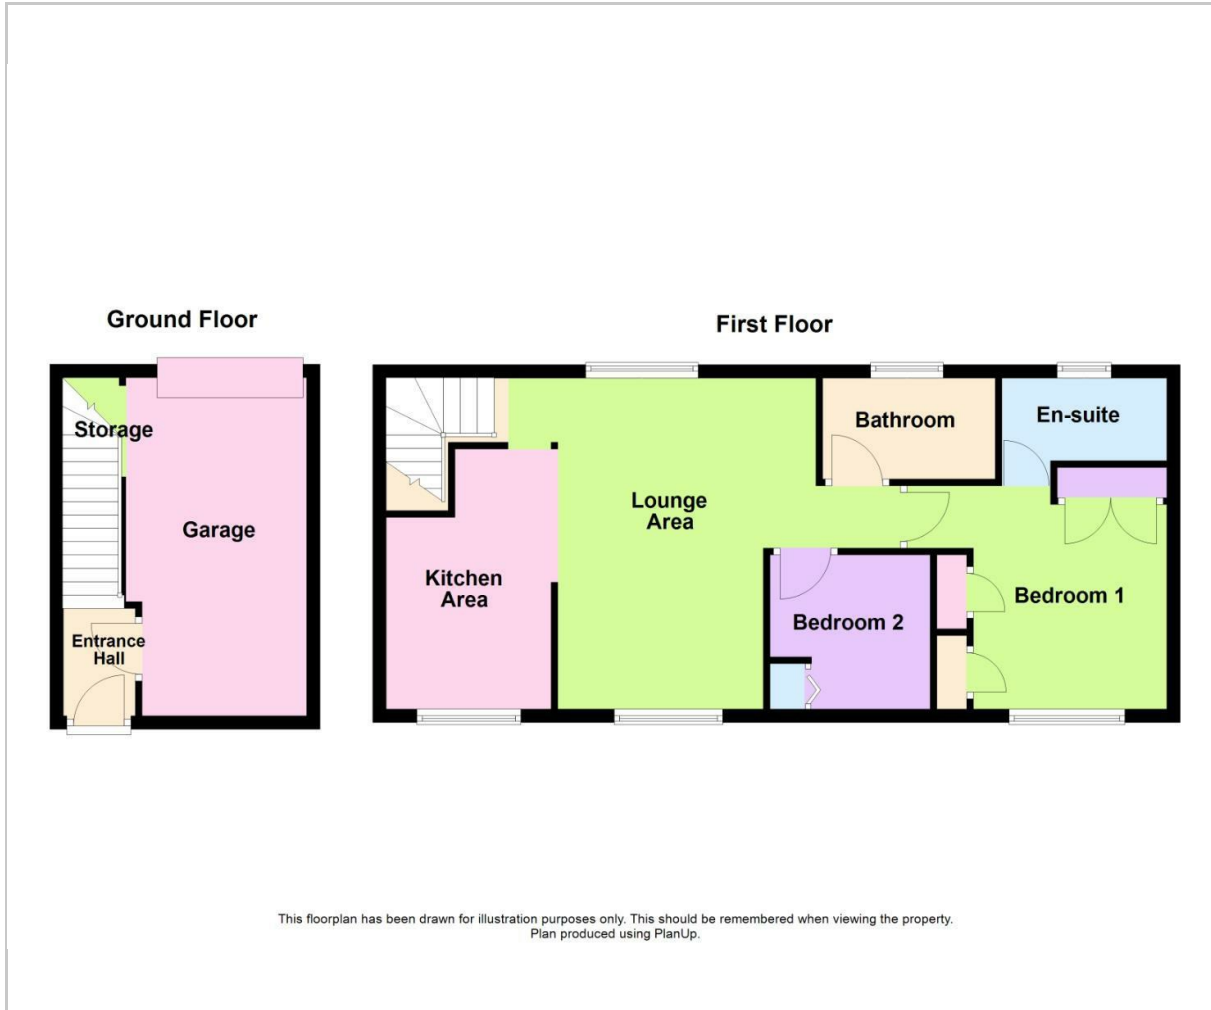 Ground Floor
First Floor
Storage
Garage
Entrance
Hall
Bathroom
En-suite
Lounge
Area
Kitchen
Area
Bedroom 1
Bedroom 2
This floorplan has been drawn for illustration purposes only. This should be remembered when viewing the property.
Plan produced using PlanUp.